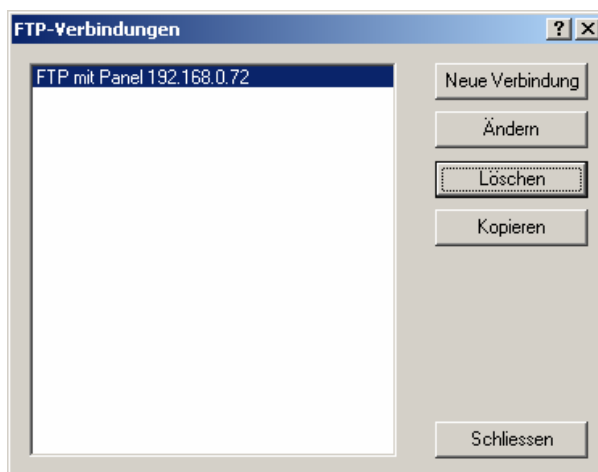 FTP-Verbindungen
FTP mit Panel 192.168.0.72
Neue Verbindung
Ändern
Löschen
Kopieren
Schliessen